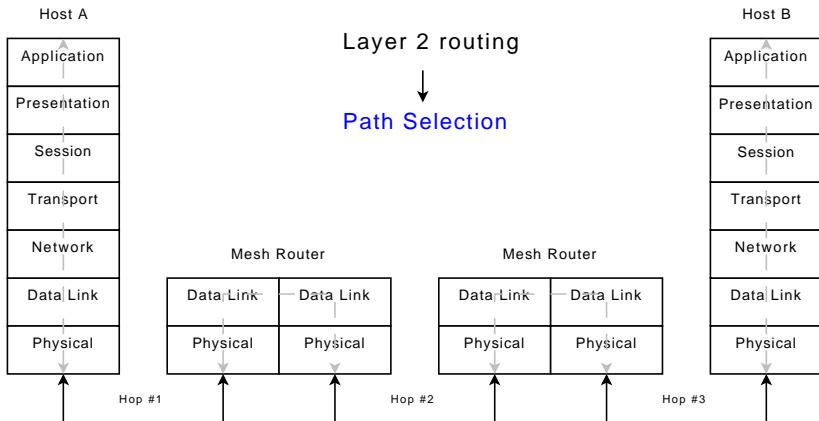 Host A
Host B
Layer 2 routing
Path Selection
Application
Presentation
Session
Transport
Network
Data Link
Physical
Mesh Router
Data Link Data Link
Physical Physical
Mesh Router
Data Link Data Link
Physical Physical
Application
Presentation
Session
Transport
Network
Data Link
Physical
Hop #1
Hop #2
Hop #3